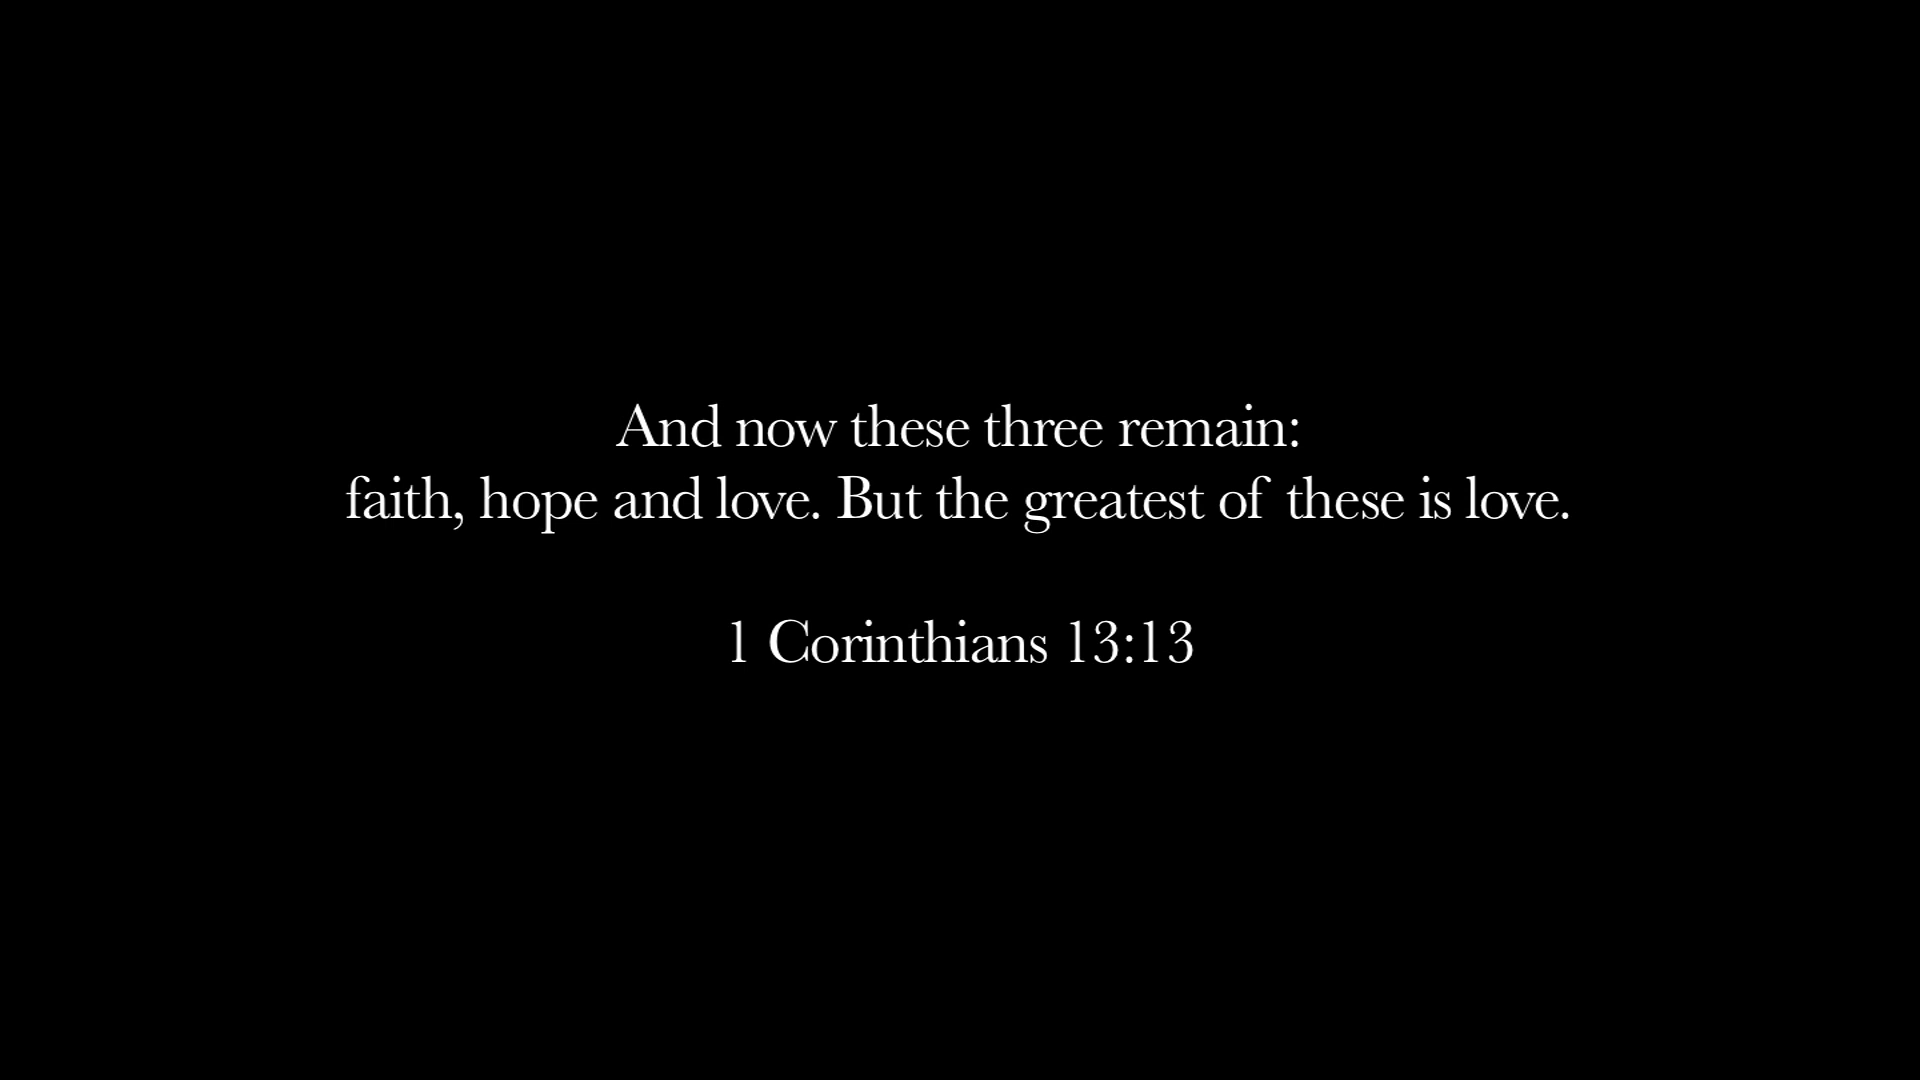 And now these three remain:
faith, hope and love. But the greatest of these is love.
1 Corinthians 13:13